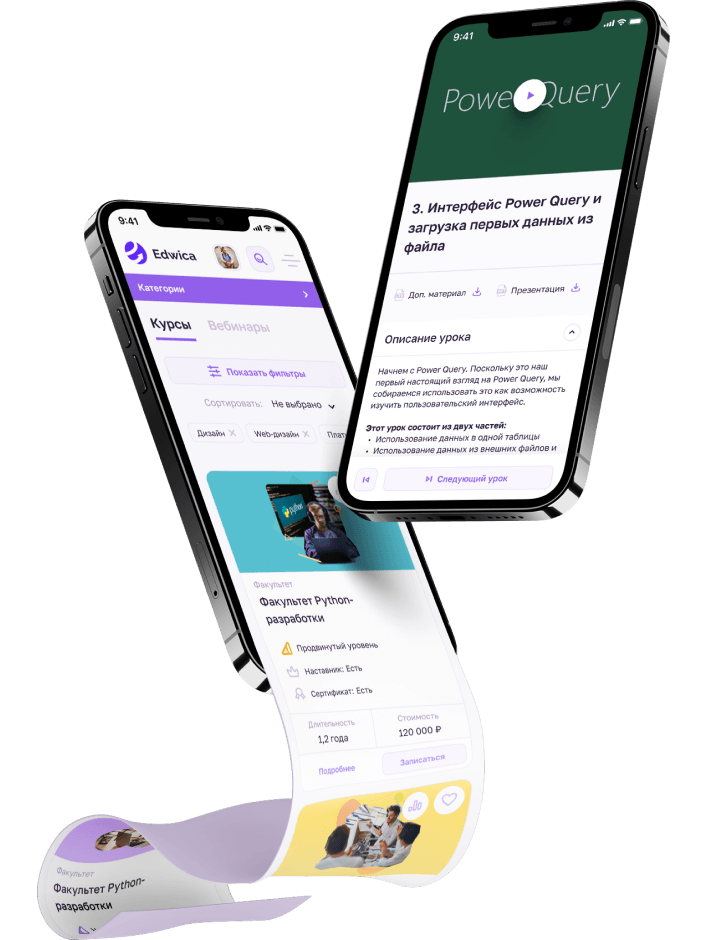 9:41
Power Query
3. Интерфейс Power Query и
загрузка первых данных из
файла
Доп. материал
Презентация
Описание урока
Начнем с Power Query. Поскольку это наш
первый настоящий взгляд на Power Query, мы
собираемся использовать это как возможность
изучить пользовательский интерфейс.
Этот урок состоит из двух частей:
• Использование данных в одной таблицы
• Использование данных из внешних файлов и
Следующий урок
9:41
Edwica
Категории
Курсы Вебинары
Показать фильтры
Сортировать: Не выбрано
Дизайн Web-дизайн Плат
python
Факультет
Факультет Python-
разработки
Продвинутый уровень
Наставник: Есть
Сертификат: Есть
Длительность Стоимость
1,2 года 120 000 ₽
Подробнее Записаться
Факультет
Факультет Python-
разработки